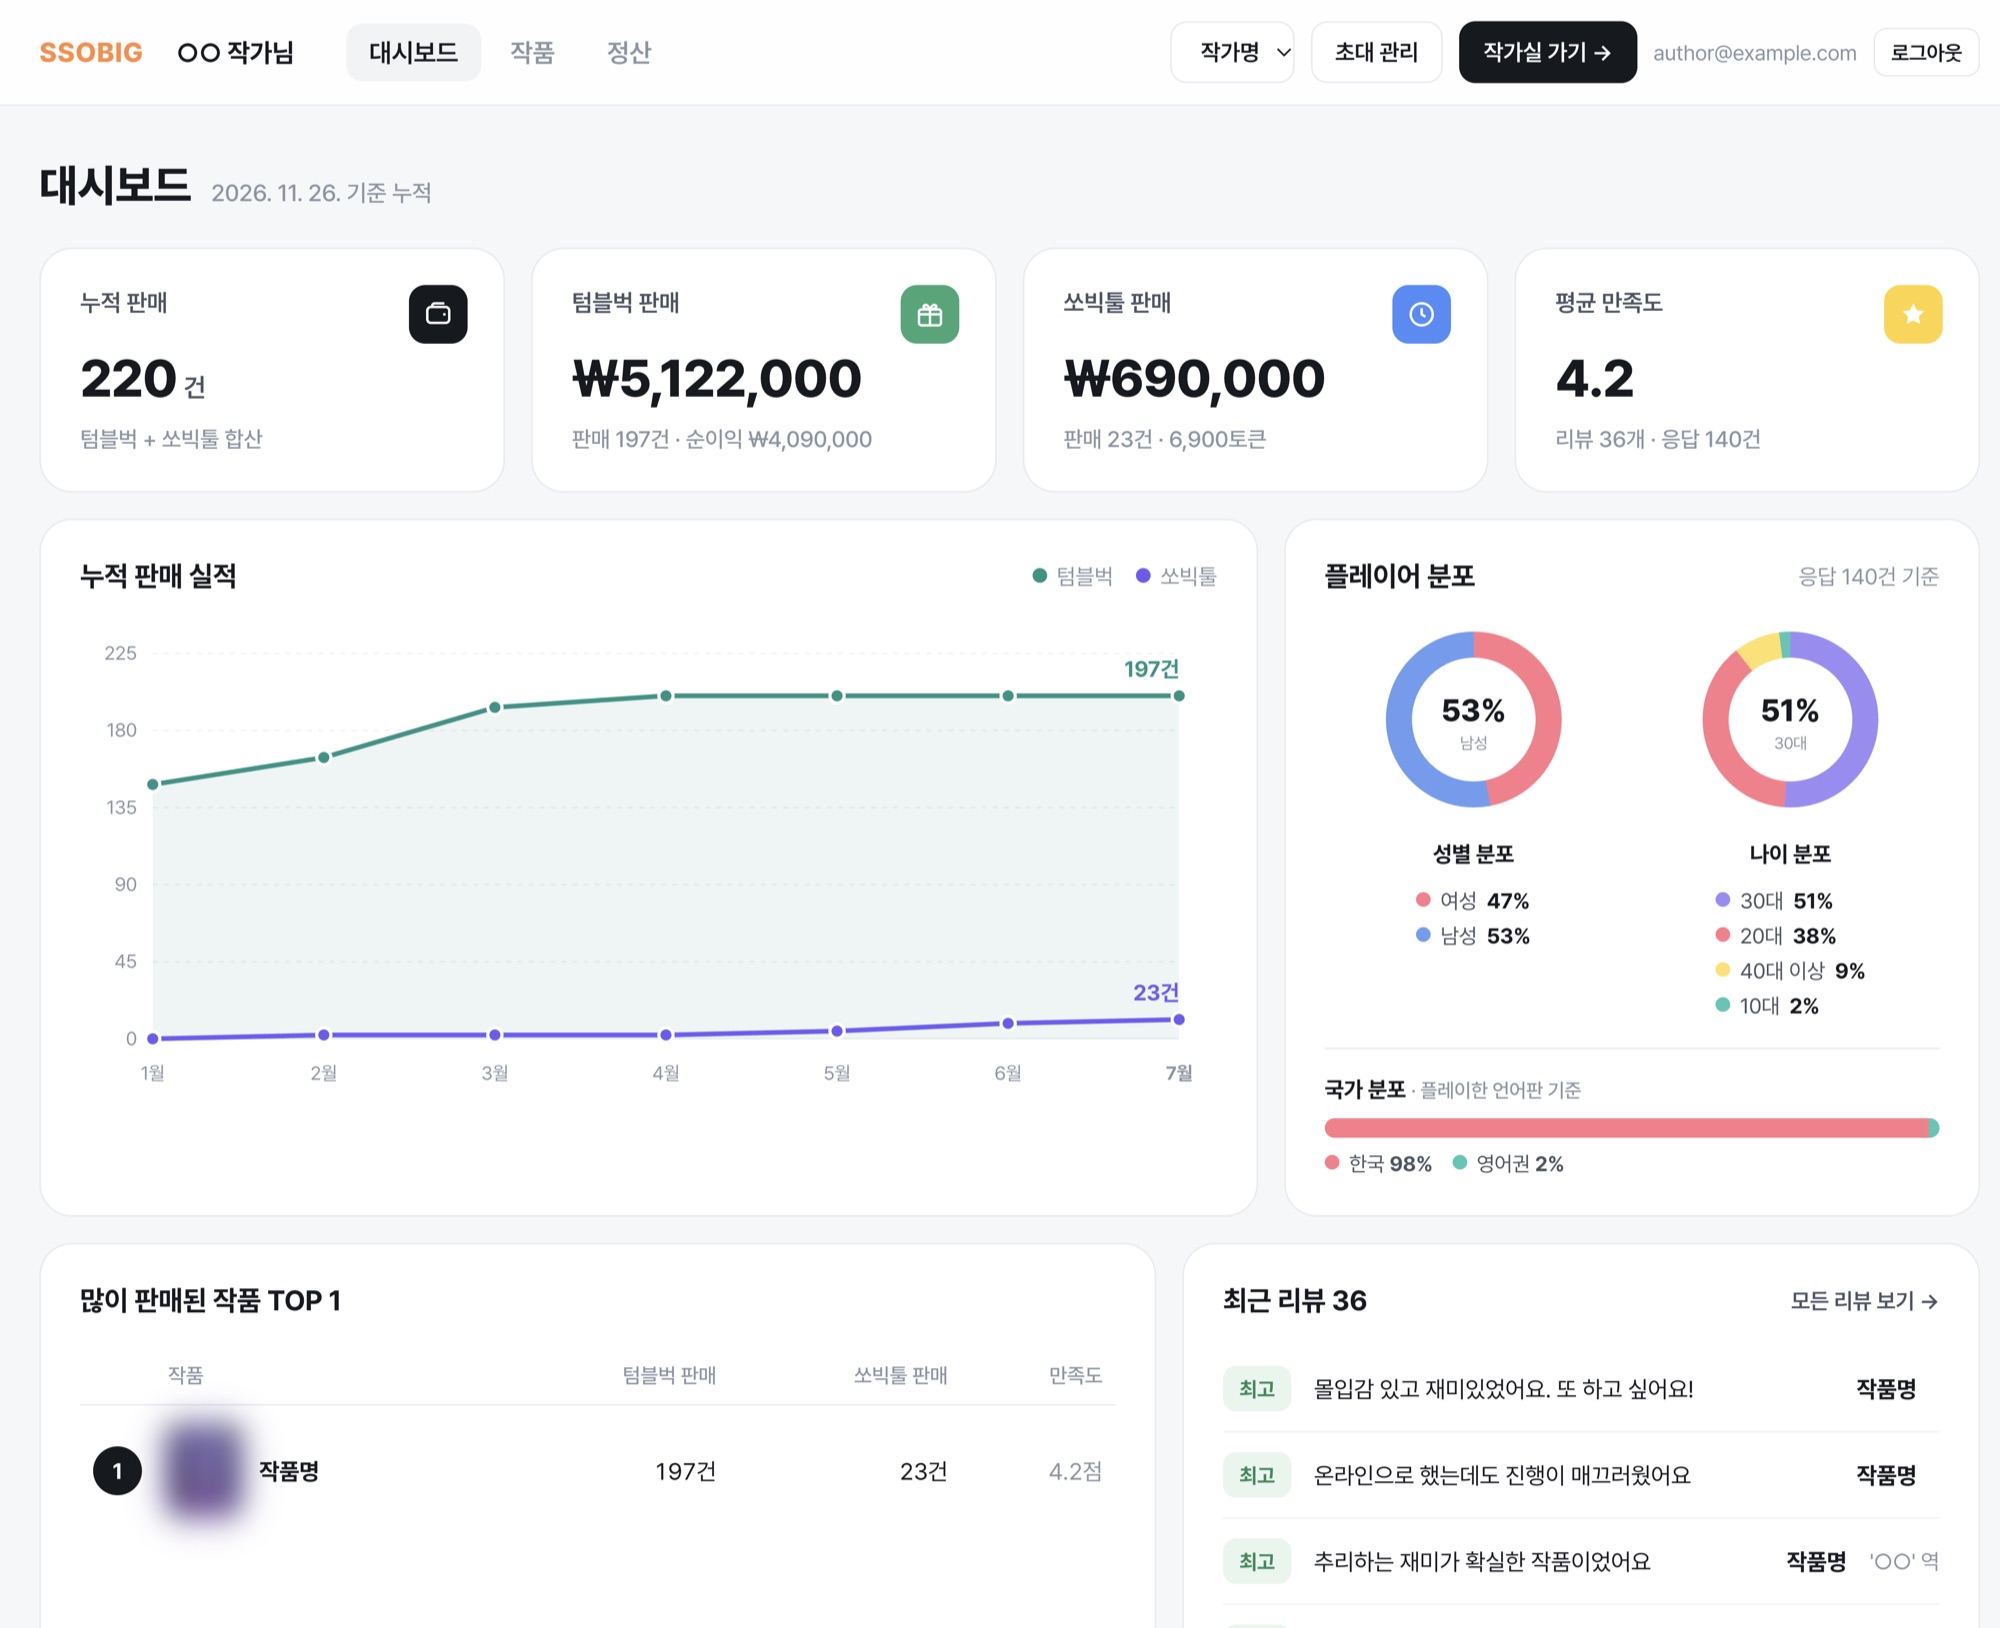 SSOBIG ○○ 작가님 대시보드 작품 정산 작가명 초대 관리 작가실 가기 → author@example.com 로그아웃
대시보드 2026. 11. 26. 기준 누적
누적 판매
220 건
텀블벅 + 쏘빅툴 합산
텀블벅 판매
₩5,122,000
판매 197건 · 순이익 ₩4,090,000
쏘빅툴 판매
₩690,000
판매 23건 · 6,900토큰
평균 만족도
4.2
리뷰 36개 · 응답 140건
누적 판매 실적 텀블벅 쏘빅툴
225
180
135
90
45
0
197건
23건
1월 2월 3월 4월 5월 6월 7월
플레이어 분포 응답 140건 기준
53%
남성
51%
30대
성별 분포
여성 47%
남성 53%
나이 분포
30대 51%
20대 38%
40대 이상 9%
10대 2%
국가 분포 · 플레이한 언어판 기준
한국 98% 영어권 2%
많이 판매된 작품 TOP 1
작품 텀블벅 판매 쏘빅툴 판매 만족도
1 작품명 197건 23건 4.2점
최근 리뷰 36 모든 리뷰 보기 →
최고 몰입감 있고 재미있었어요. 또 하고 싶어요! 작품명
최고 온라인으로 했는데도 진행이 매끄러웠어요 작품명
최고 추리하는 재미가 확실한 작품이었어요 작품명 '○○' 역